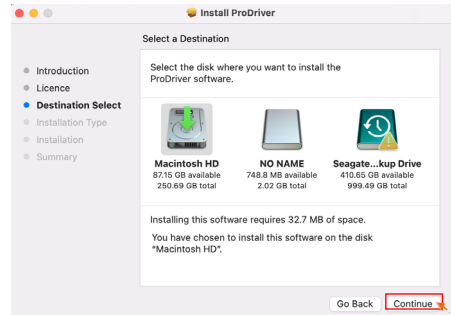 Install ProDriver
Select a Destination
Introduction
Licence
Destination Select
Installation Type
Installation
Summary
Select the disk where you want to install the
ProDriver software.
Macintosh HD
87.15 GB available
250.69 GB total
NO NAME
748.8 MB available
2.02 GB total
Seagate...kup Drive
410.65 GB available
999.49 GB total
Installing this software requires 32.7 MB of space.
You have chosen to install this software on the disk
“Macintosh HD”.
Go Back
Continue